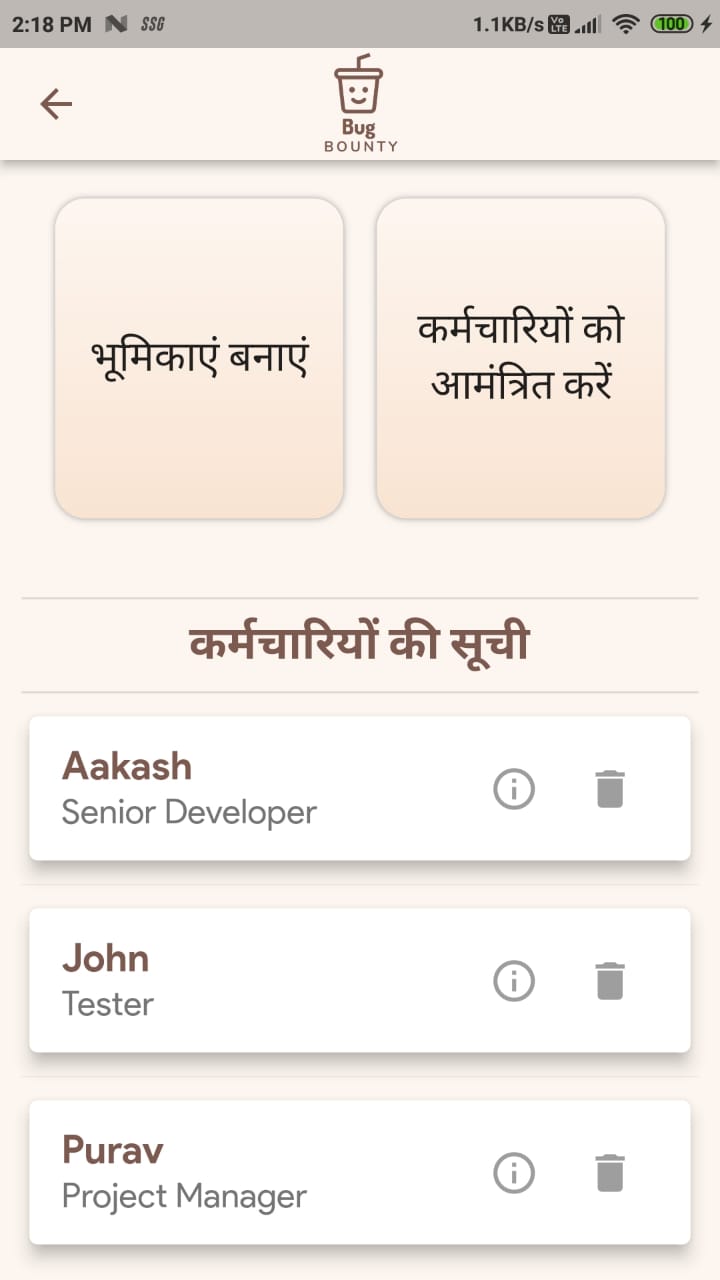 2:18 PM N SSG 1.1KB/s Vo LTE 100
Bug
BOUNTY
भूमिकाएं बनाएं
कर्मचारियों को
आमंत्रित करें
कर्मचारियों की सूची
Aakash
Senior Developer
John
Tester
Purav
Project Manager